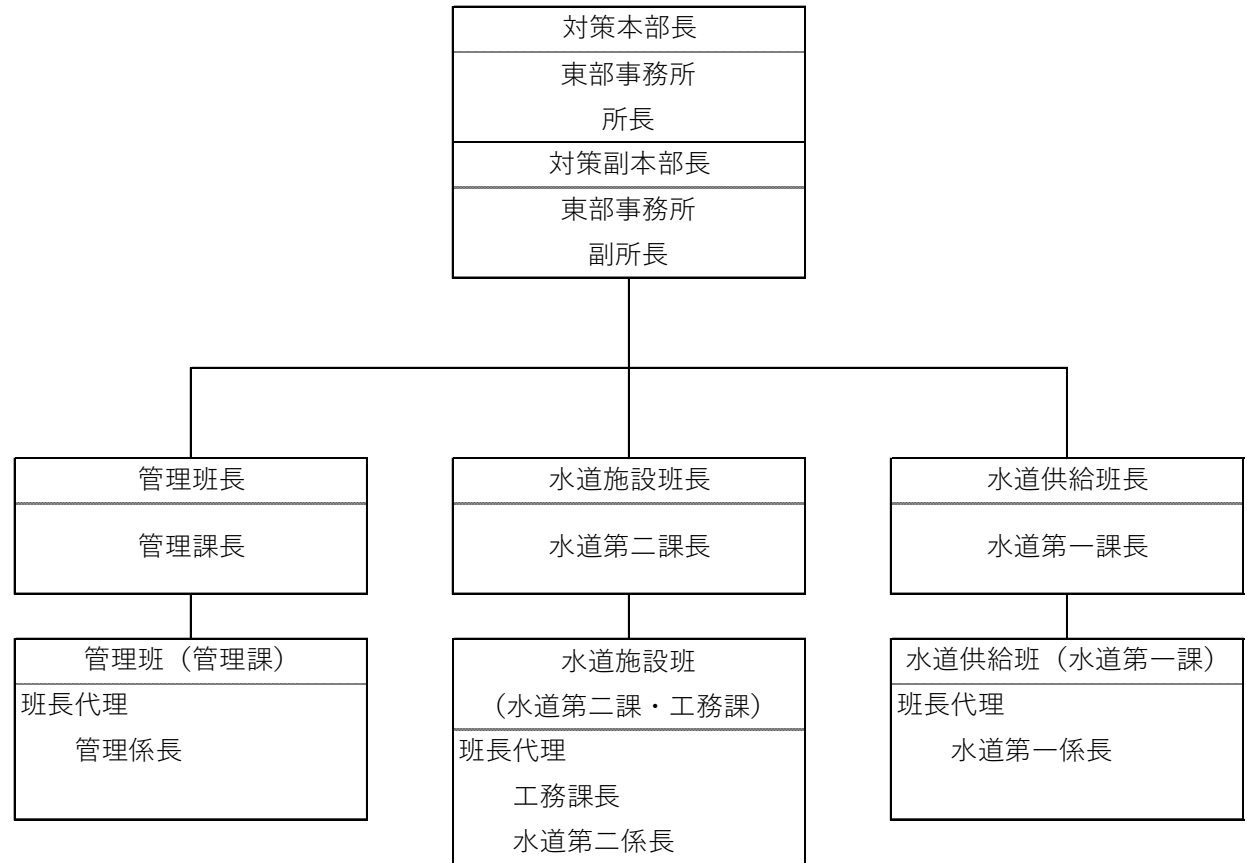 対策本部長
東部事務所
所長
対策副本部長
東部事務所
副所長
管理班長
管理課長
水道施設班長
水道第二課長
水道供給班長
水道第一課長
管理班（管理課）
班長代理
管理係長
水道施設班
（水道第二課・工務課）
班長代理
工務課長
水道第二係長
水道供給班（水道第一課）
班長代理
水道第一係長